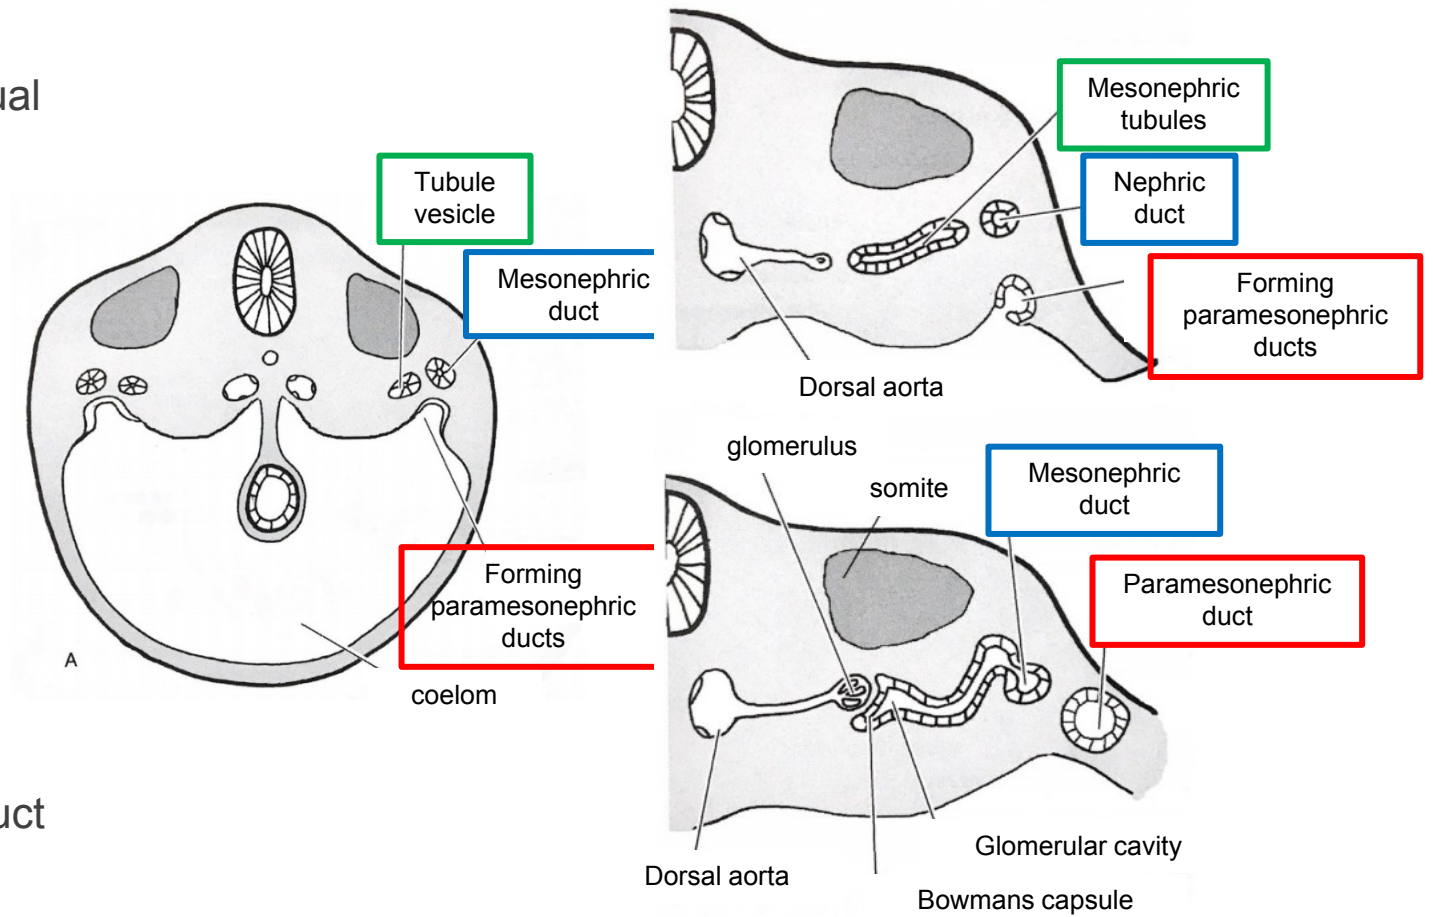 ual
Tubule
vesicle
Mesonephric
duct
Forming
paramesonephric
ducts
A
coelom
uct
Mesonephric
tubules
Nephric
duct
Forming
paramesonephric
ducts
Dorsal aorta
glomerulus
somite
Mesonephric
duct
Paramesonephric
duct
Glomerular cavity
Dorsal aorta
Bowmans capsule